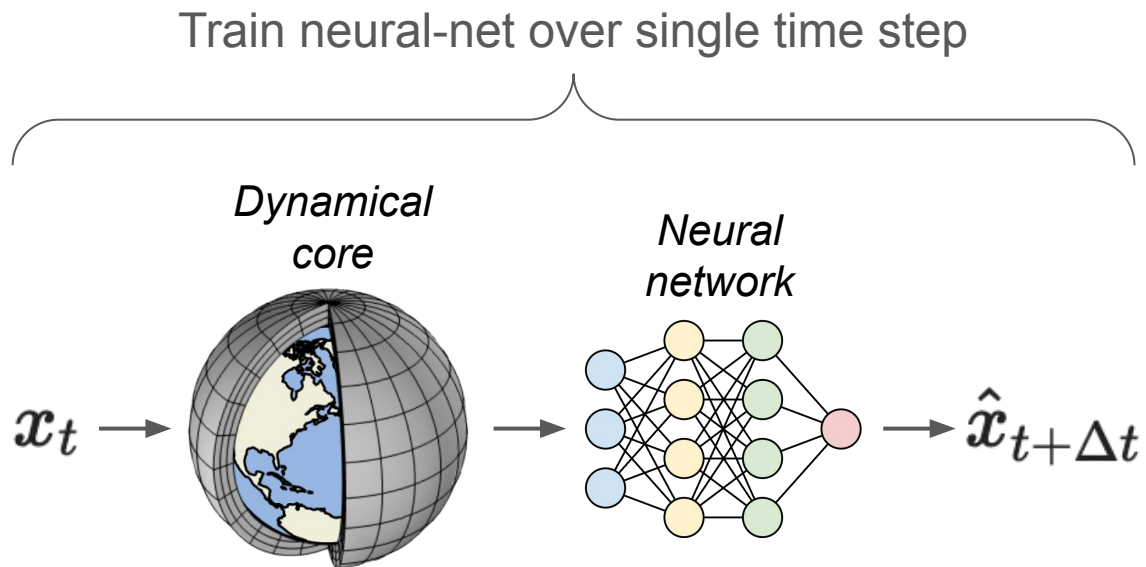 Train neural-net over single time step
Dynamical
core
Neural
network
x_t
x̂_{t+Δt}